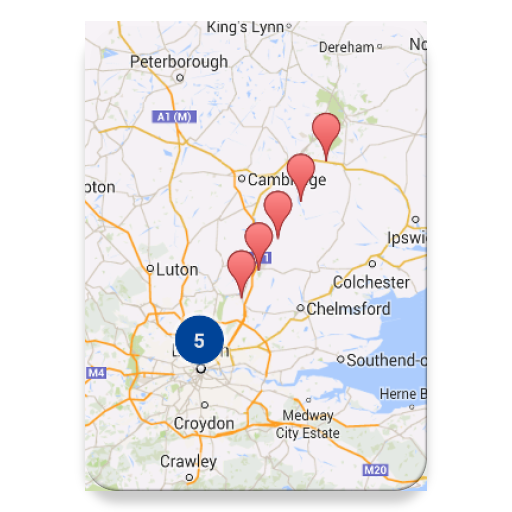 King's Lynn
Dereham
No
Peterborough
A1 (M)
pton
Ipswi
Luton
Colchester
Chelmsford
5
Southend-o
M4
Herne B
Medway
City Estate
Croydon
Crawley
M20